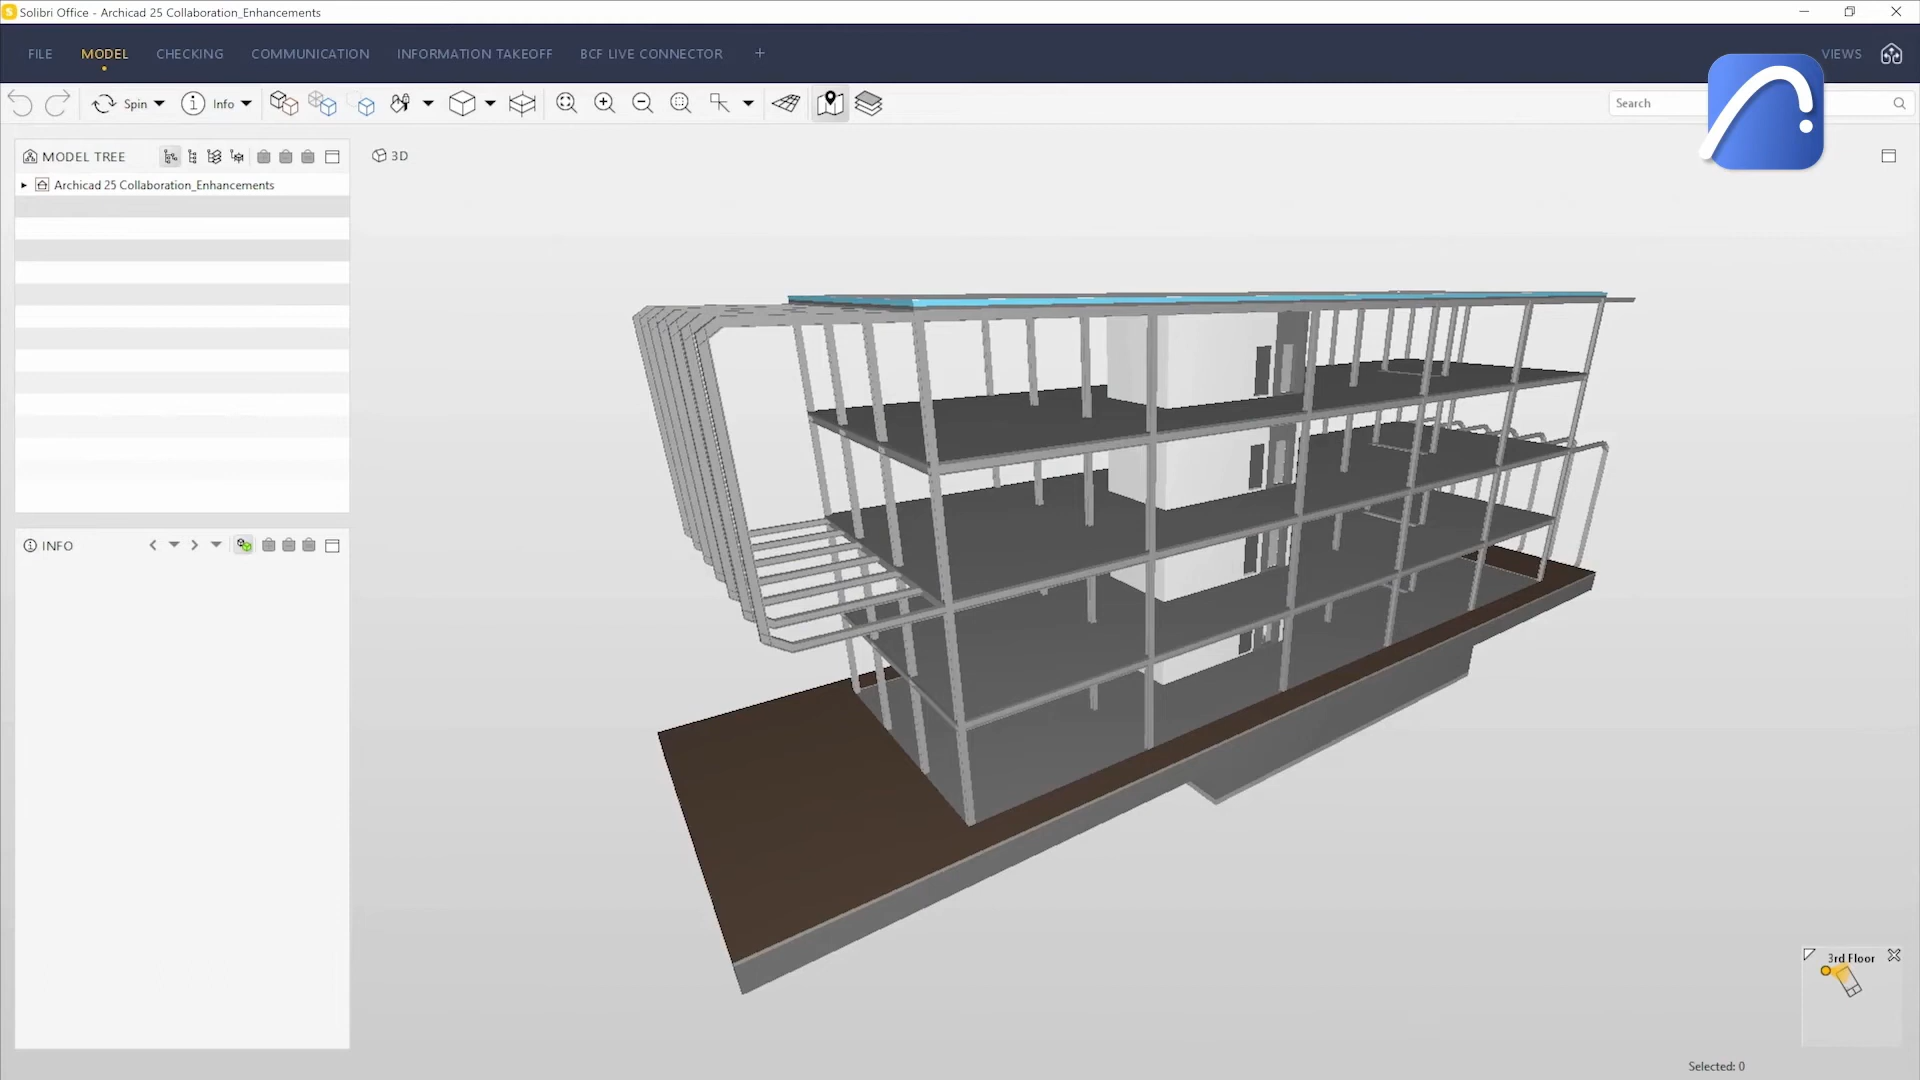 S Solibri Office - Archicad 25 Collaboration_Enhancements
FILE MODEL CHECKING COMMUNICATION INFORMATION TAKEOFF BCF LIVE CONNECTOR + VIEWS
Spin Info Search
MODEL TREE
3D
Archicad 25 Collaboration_Enhancements
INFO
3rd Floor
Selected: 0